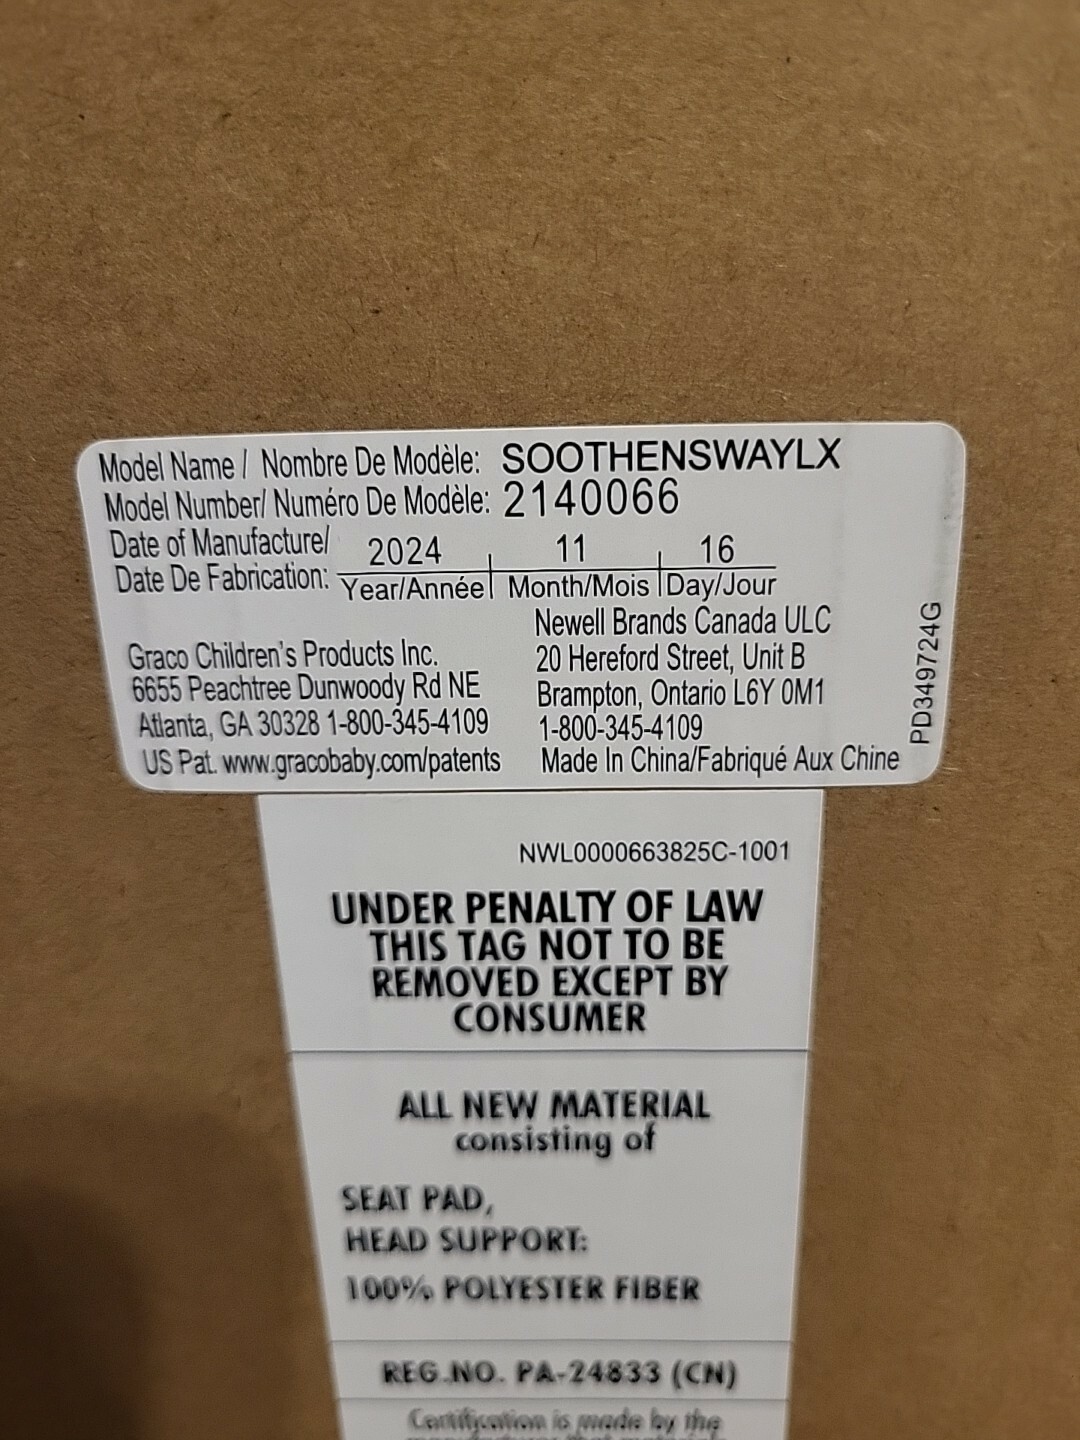 Model Name / Nombre De Modèle: SOOTHENSWAYLX
Model Number/ Numéro De Modèle: 2140066
Date of Manufacture/
Date De Fabrication:
2024 11 16
Year/Année Month/Mois Day/Jour
Graco Children's Products Inc.
6655 Peachtree Dunwoody Rd NE
Atlanta, GA 30328 1-800-345-4109
US Pat. www.gracobaby.com/patents
Newell Brands Canada ULC
20 Hereford Street, Unit B
Brampton, Ontario L6Y 0M1
1-800-345-4109
Made In China/Fabriqué Aux Chine
PD349724G
NWL0000663825C-1001
UNDER PENALTY OF LAW
THIS TAG NOT TO BE
REMOVED EXCEPT BY
CONSUMER
ALL NEW MATERIAL
consisting of
SEAT PAD,
HEAD SUPPORT:
100% POLYESTER FIBER
REG.NO. PA-24833 (CN)
Certification is made by the